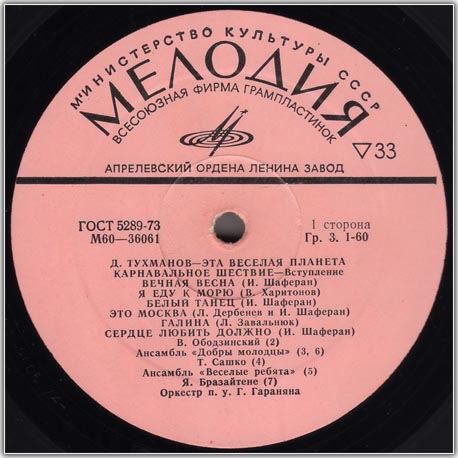 МИНИСТЕРСТВО КУЛЬТУРЫ СССР
МЕЛОДИЯ
ВСЕСОЮЗНАЯ ФИРМА ГРАМПЛАСТИНОК
▽33
АПРЕЛЕВСКИЙ ОРДЕНА ЛЕНИНА ЗАВОД
ГОСТ 5289-73
М60—36061
1 сторона
Гр. 3. 1-60
Д. ТУХМАНОВ—ЭТА ВЕСЕЛАЯ ПЛАНЕТА
КАРНАВАЛЬНОЕ ШЕСТВИЕ—Вступление
ВЕЧНАЯ ВЕСНА (И. Шаферан)
Я ЕДУ К МОРЮ (В. Харитонов)
БЕЛЫЙ ТАНЕЦ (И. Шаферан)
ЭТО МОСКВА (Л. Дербенев и И. Шаферан)
ГАЛИНА (Л. Завальнюк)
СЕРДЦЕ ЛЮБИТЬ ДОЛЖНО (И. Шаферан)
В. Ободзинский (2)
Ансамбль «Добры молодцы» (3, 6)
Т. Сашко (4)
Ансамбль «Веселые ребята» (5)
Я. Бразайтене (7)
Оркестр п. у. Г. Гараняна